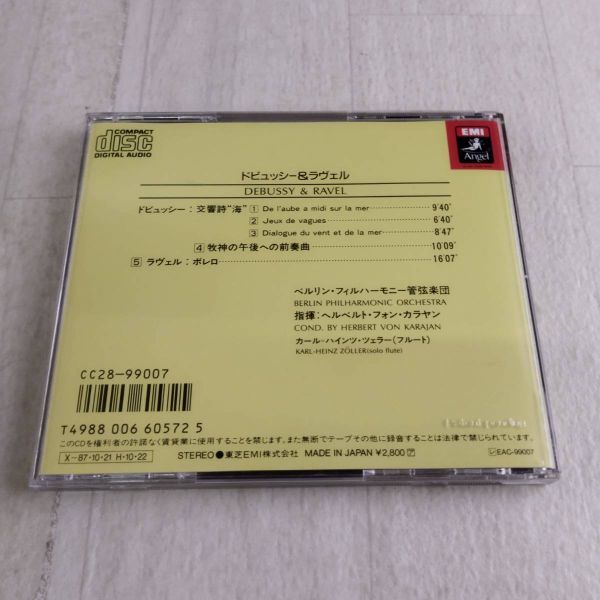 COMPACT
disc
DIGITAL AUDIO
EMI
Angel
ドビュッシー&ラヴェル
DEBUSSY & RAVEL
ドビュッシー：交響詩“海” 1 De l'aube a midi sur la mer 9'40"
2 Jeux de vagues 6'40"
3 Dialogue du vent et de la mer 8'47"
4 牧神の午後への前奏曲 10'09"
5 ラヴェル：ボレロ 16'07"
ベルリン・フィルハーモニー管弦楽団
BERLIN PHILHARMONIC ORCHESTRA
指揮：ヘルベルト・フォン・カラヤン
COND. BY HERBERT VON KARAJAN
カール＝ハインツ・ツェラー（フルート）
KARL-HEINZ ZÖLLER(solo flute)
CC28-99007
T4988 006 60572 5
このCDを権利者の許諾なく賃貸業に使用することを禁じます。また無断でテープその他に録音することは法律で禁じられています。
X-87・10・21 H・10・22 STEREO●東芝EMI株式会社 MADE IN JAPAN ¥2,800 ア EAC-99007